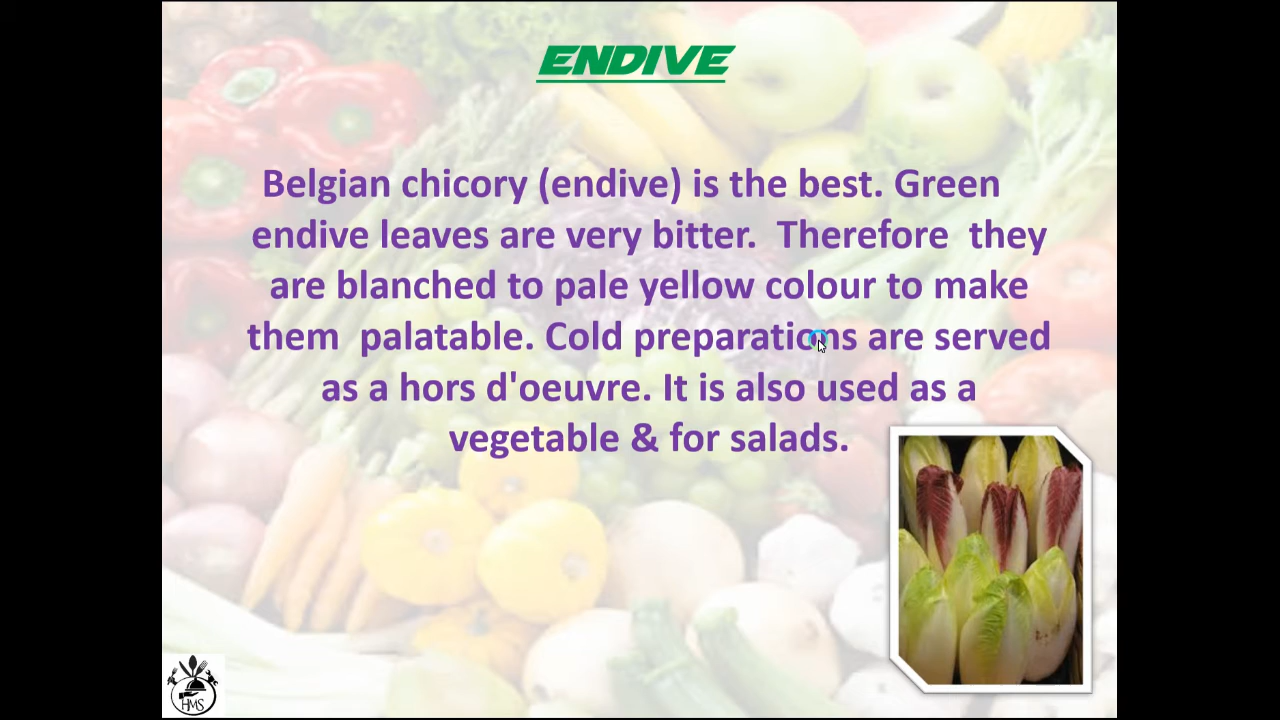 ENDIVE
Belgian chicory (endive) is the best. Green
endive leaves are very bitter.  Therefore  they
are blanched to pale yellow colour to make
them  palatable. Cold preparations are served
as a hors d'oeuvre. It is also used as a
vegetable & for salads.
HMS